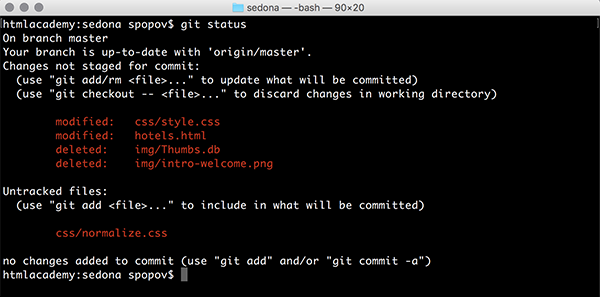 sedona — -bash — 90×20
htmlacademy:sedona spopov$ git status
On branch master
Your branch is up-to-date with 'origin/master'.
Changes not staged for commit:
  (use "git add/rm <file>..." to update what will be committed)
  (use "git checkout -- <file>..." to discard changes in working directory)
        modified:   css/style.css
        modified:   hotels.html
        deleted:    img/Thumbs.db
        deleted:    img/intro-welcome.png
Untracked files:
  (use "git add <file>..." to include in what will be committed)
        css/normalize.css
no changes added to commit (use "git add" and/or "git commit -a")
htmlacademy:sedona spopov$